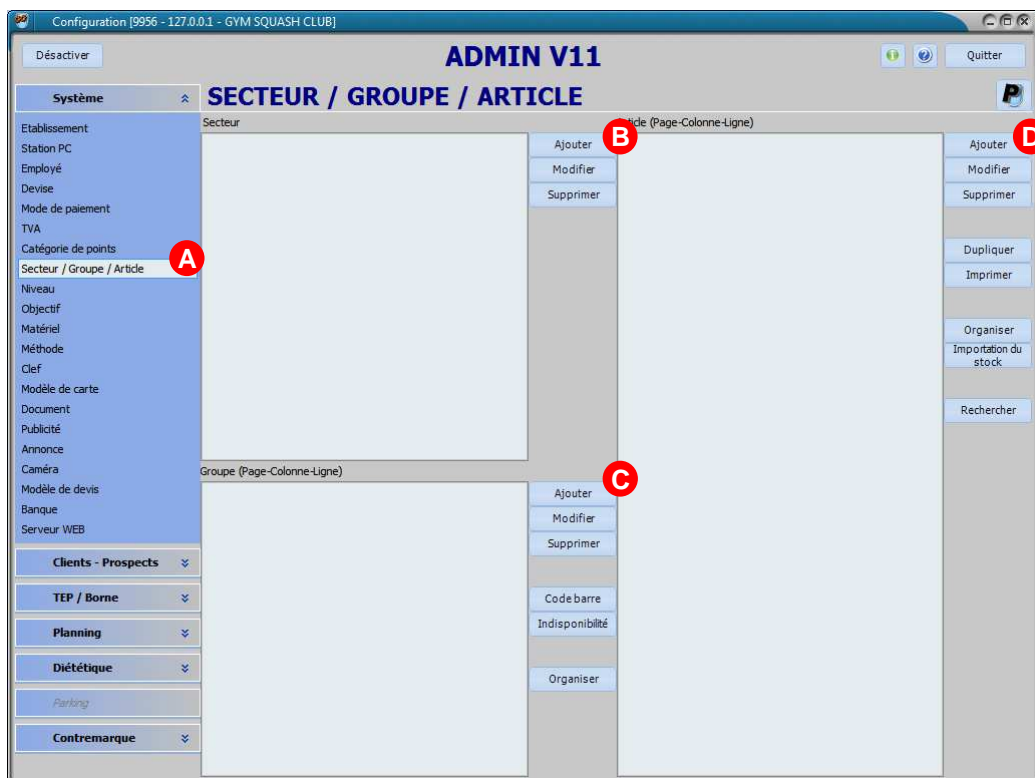 Configuration [9956 - 127.0.0.1 - GYM SQUASH CLUB]
Désactiver
ADMIN V11
Quitter
Système
SECTEUR / GROUPE / ARTICLE
P
Etablissement
Station PC
Employé
Devise
Mode de paiement
TVA
Catégorie de points
Secteur / Groupe / Article
A
Niveau
Objectif
Matériel
Méthode
Clef
Modèle de carte
Document
Publicité
Annonce
Caméra
Modèle de devis
Banque
Serveur WEB
Clients - Prospects
TEP / Borne
Planning
Diététique
Parking
Contremarque
Secteur
Ajouter
B
Modifier
Supprimer
Groupe (Page-Colonne-Ligne)
Ajouter
C
Modifier
Supprimer
Code barre
Indisponibilité
Organiser
(Page-Colonne-Ligne)
Ajouter
D
Modifier
Supprimer
Dupliquer
Imprimer
Organiser
Importation du
stock
Rechercher